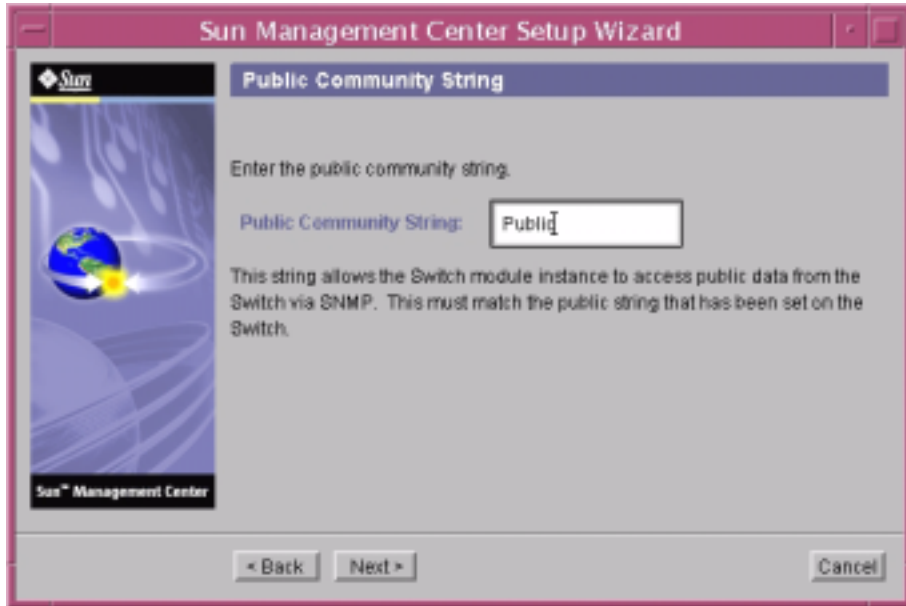 Sun Management Center Setup Wizard
Sun
Public Community String
Enter the public community string.
Public Community String: Public
This string allows the Switch module instance to access public data from the
Switch via SNMP. This must match the public string that has been set on the
Switch.
Sun™ Management Center
< Back Next > Cancel